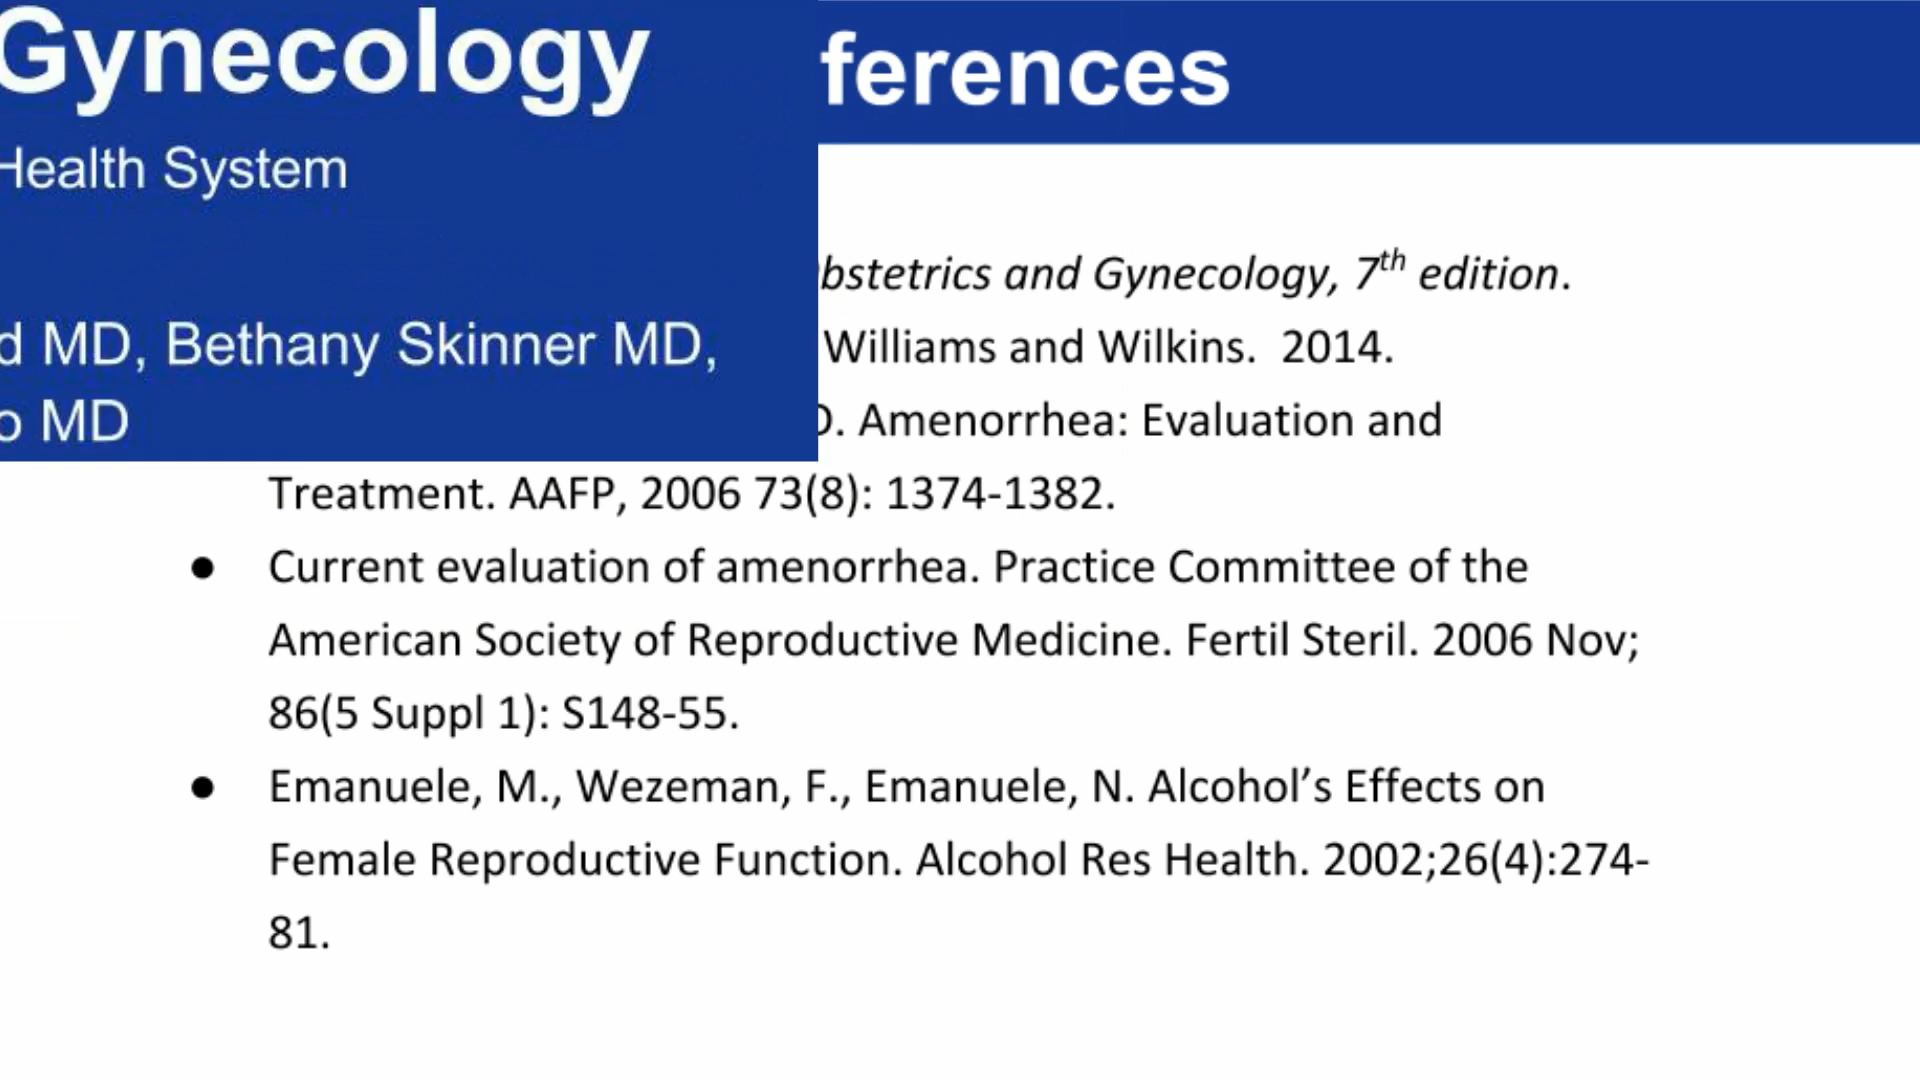 Gynecology
Health System
MD, Bethany Skinner MD,
MD
ferences
bstetrics and Gynecology, 7th edition.
Williams and Wilkins. 2014.
D. Amenorrhea: Evaluation and
Treatment. AAFP, 2006 73(8): 1374-1382.
● Current evaluation of amenorrhea. Practice Committee of the
American Society of Reproductive Medicine. Fertil Steril. 2006 Nov;
86(5 Suppl 1): S148-55.
● Emanuele, M., Wezeman, F., Emanuele, N. Alcohol’s Effects on
Female Reproductive Function. Alcohol Res Health. 2002;26(4):274-
81.